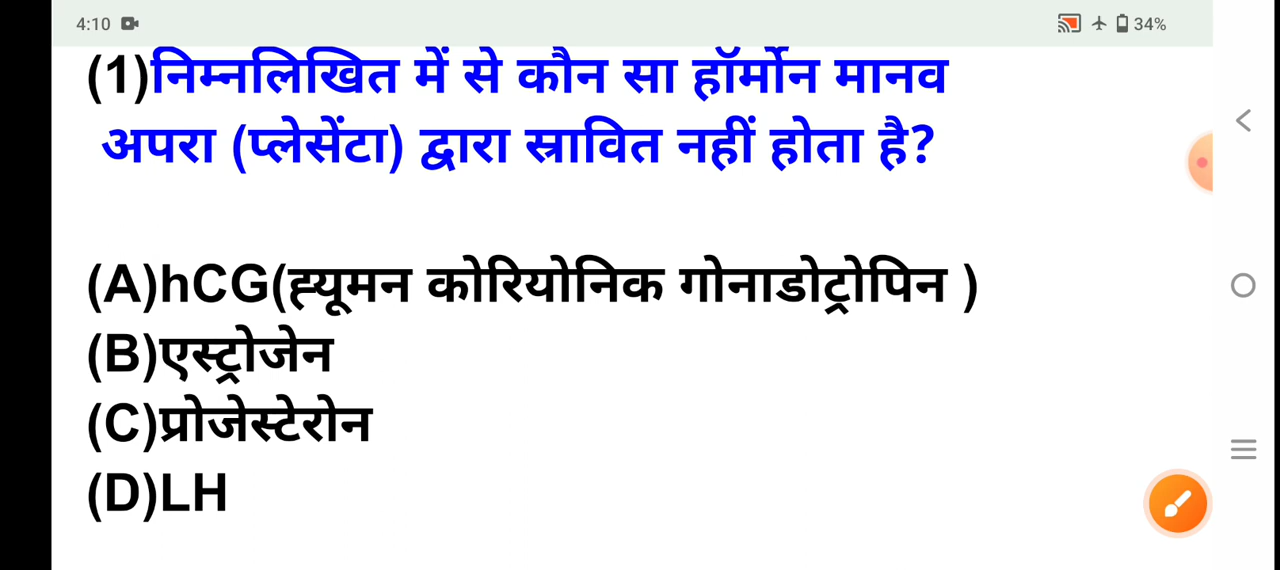 4:10
34%
(1)निम्नलिखित में से कौन सा हॉर्मोन मानव
अपरा (प्लेसेंटा) द्वारा स्रावित नहीं होता है?
(A)hCG(ह्यूमन कोरियोनिक गोनाडोट्रोपिन )
(B)एस्ट्रोजेन
(C)प्रोजेस्टेरोन
(D)LH